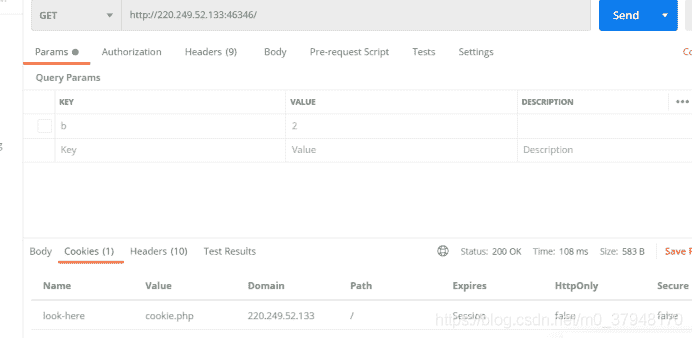 GET http://220.249.52.133:46346/ Send
Params Authorization Headers (9) Body Pre-request Script Tests Settings Co
Query Params
KEY VALUE DESCRIPTION •••
b 2
Key Value Description
Body Cookies (1) Headers (10) Test Results Status: 200 OK Time: 108 ms Size: 583 B Save R
Name Value Domain Path Expires HttpOnly Secure
look-here cookie.php 220.249.52.133 / Session false false
https://blog.csdn.net/m0_37948170